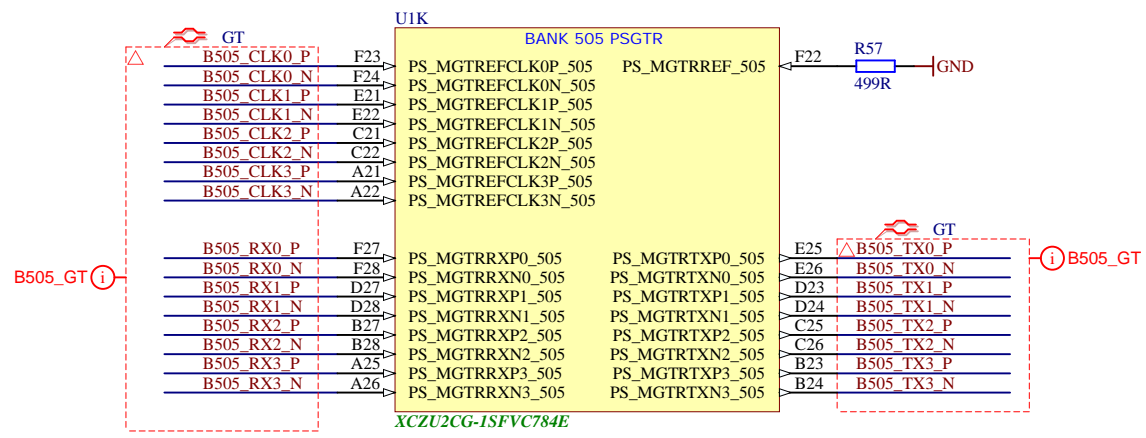 U1K
BANK 505 PSGTR
GT
B505_CLK0_P F23 PS_MGTREFCLK0P_505 PS_MGTRREF_505 F22 R57 499R GND
B505_CLK0_N F24 PS_MGTREFCLK0N_505
B505_CLK1_P E21 PS_MGTREFCLK1P_505
B505_CLK1_N E22 PS_MGTREFCLK1N_505
B505_CLK2_P C21 PS_MGTREFCLK2P_505
B505_CLK2_N C22 PS_MGTREFCLK2N_505
B505_CLK3_P A21 PS_MGTREFCLK3P_505
B505_CLK3_N A22 PS_MGTREFCLK3N_505
GT
B505_RX0_P F27 PS_MGTRRXP0_505 PS_MGTRTXP0_505 E25 B505_TX0_P
B505_GT i B505_RX0_N F28 PS_MGTRRXN0_505 PS_MGTRTXN0_505 E26 B505_TX0_N i B505_GT
B505_RX1_P D27 PS_MGTRRXP1_505 PS_MGTRTXP1_505 D23 B505_TX1_P
B505_RX1_N D28 PS_MGTRRXN1_505 PS_MGTRTXN1_505 D24 B505_TX1_N
B505_RX2_P B27 PS_MGTRRXP2_505 PS_MGTRTXP2_505 C25 B505_TX2_P
B505_RX2_N B28 PS_MGTRRXN2_505 PS_MGTRTXN2_505 C26 B505_TX2_N
B505_RX3_P A25 PS_MGTRRXP3_505 PS_MGTRTXP3_505 B23 B505_TX3_P
B505_RX3_N A26 PS_MGTRRXN3_505 PS_MGTRTXN3_505 B24 B505_TX3_N
XCZU2CG-1SFVC784E